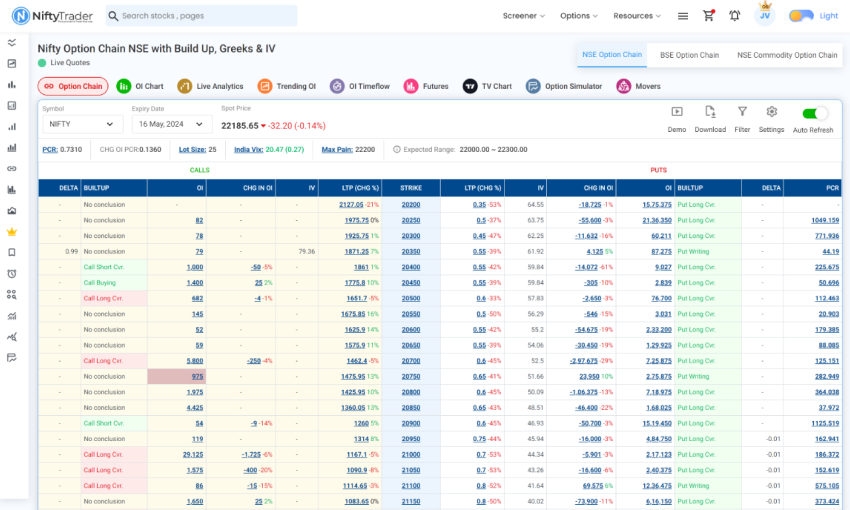 NiftyTrader Search stocks , pages Screener Options Resources JV Light
Nifty Option Chain NSE with Build Up, Greeks & IV
Live Quotes
NSE Option Chain BSE Option Chain NSE Commodity Option Chain
Option Chain OI Chart Live Analytics Trending OI OI Timeflow Futures TV Chart Option Simulator Movers
Symbol Expiry Date Spot Price
NIFTY 16 May, 2024 22185.65 -32.20 (-0.14%)
Demo Download Filter Settings Auto Refresh
PCR: 0.7310 CHG OI PCR:0.1360 Lot Size: 25 India Vix: 20.47 (0.27) Max Pain: 22200 Expected Range: 22080.00 ~ 22300.00
CALLS PUTS
DELTA BUILTUP OI CHG IN OI IV LTP (CHG %) STRIKE LTP (CHG %) IV CHG IN OI OI BUILTUP DELTA PCR
- No conclusion - - - 2127.05 -21% 20200 0.35 -53% 64.55 -18,725 -1% 15,75,375 Put Long Cvr. - -
- No conclusion 82 - - 1975.75 0% 20250 0.5 -37% 63.75 -55,600 -3% 21,36,350 Put Long Cvr. - 1049.159
- No conclusion 78 - - 1925.75 1% 20300 0.45 -47% 62.25 -11,632 -16% 60,211 Put Long Cvr. - 771.936
0.99 No conclusion 79 - 79.36 1871.25 7% 20350 0.55 -39% 61.92 4,125 5% 87,275 Put Writing - 44.19
- Call Short Cvr. 1,000 -50 -5% - 1861 1% 20400 0.55 -42% 59.84 -14,072 -61% 9,027 Put Long Cvr. - 225.675
- Call Buying 1,400 25 2% - 1775.8 10% 20450 0.55 -39% 59.84 -305 -10% 2,839 Put Long Cvr. - 50.696
- Call Long Cvr. 682 -4 -1% - 1651.7 -5% 20500 0.6 -33% 57.83 -2,650 -3% 76,700 Put Long Cvr. - 112.463
- No conclusion 145 - - 1675.85 16% 20550 0.5 -50% 56.29 -546 -15% 3,031 Put Long Cvr. - 20.903
- No conclusion 52 - - 1625.9 14% 20600 0.5 -42% 55.2 -54,675 -19% 2,33,200 Put Long Cvr. - 179.385
- No conclusion 59 - - 1575.9 11% 20650 0.55 -39% 54.06 -30,450 -19% 1,29,925 Put Long Cvr. - 88.085
- Call Long Cvr. 5,800 -250 -4% - 1462.4 -5% 20700 0.6 -45% 52.5 -2,97,675 -29% 7,25,875 Put Long Cvr. - 125.151
- No conclusion 975 - - 1475.95 13% 20750 0.65 -41% 51.66 23,950 10% 2,75,875 Put Writing - 282.949
- No conclusion 1,975 - - 1425.95 10% 20800 0.6 -45% 50.09 -1,06,375 -13% 7,18,975 Put Long Cvr. - 364.038
- No conclusion 4,425 - - 1360.05 13% 20850 0.65 -43% 48.51 -46,400 -22% 1,68,025 Put Long Cvr. - 37.972
- Call Short Cvr. 54 -9 -14% - 1260 5% 20900 0.6 -45% 46.93 -50,700 -3% 15,19,450 Put Long Cvr. - 1125.519
- No conclusion 119 - - 1314 8% 20950 0.75 -44% 45.94 -16,000 -3% 4,84,750 Put Long Cvr. -0.01 162.941
- Call Long Cvr. 29,125 -1,725 -6% - 1167.1 -5% 21000 0.7 -53% 44.34 -5,901 -3% 2,17,123 Put Long Cvr. -0.01 186.372
- Call Long Cvr. 1,575 -400 -20% - 1090.9 -8% 21050 0.7 -53% 43.26 -16,600 -6% 2,40,375 Put Long Cvr. -0.01 152.619
- Call Long Cvr. 86 -15 -15% - 1114.65 -3% 21100 0.8 -52% 41.64 69,575 6% 12,36,475 Put Writing -0.01 575.105
- No conclusion 1,650 25 2% - 1083.65 0% 21150 0.8 -50% 40.02 -73,900 -11% 6,16,150 Put Long Cvr. -0.01 373.424